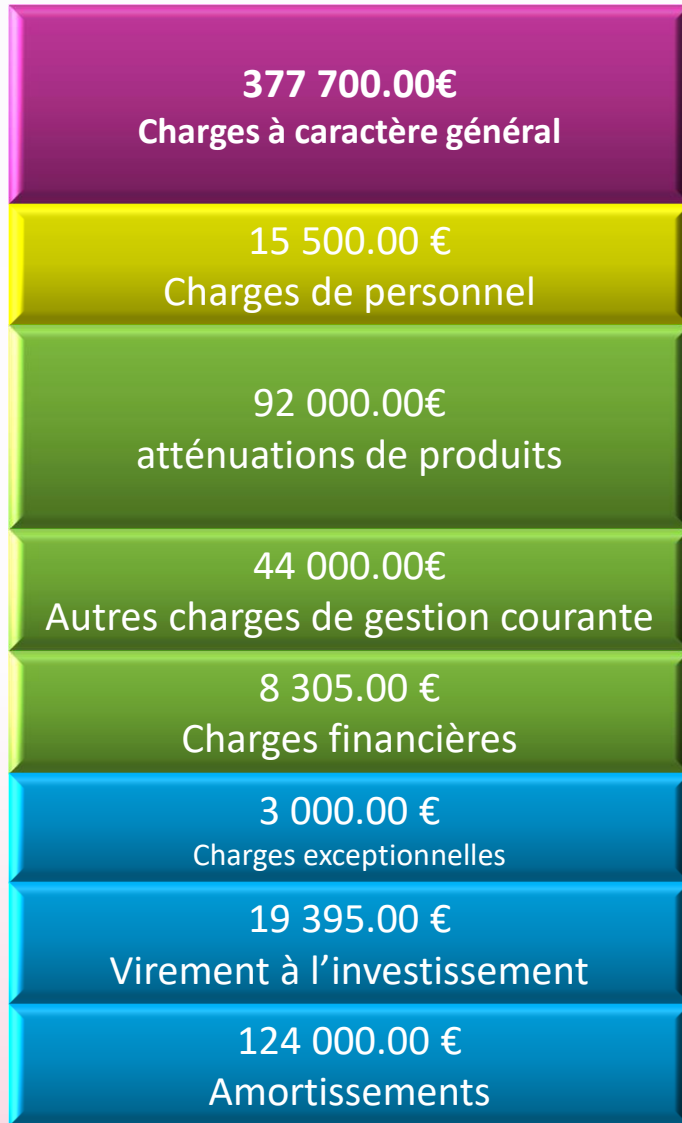 377 700.00€
Charges à caractère général
15 500.00 €
Charges de personnel
92 000.00€
atténuations de produits
44 000.00€
Autres charges de gestion courante
8 305.00 €
Charges financières
3 000.00 €
Charges exceptionnelles
19 395.00 €
Virement à l’investissement
124 000.00 €
Amortissements